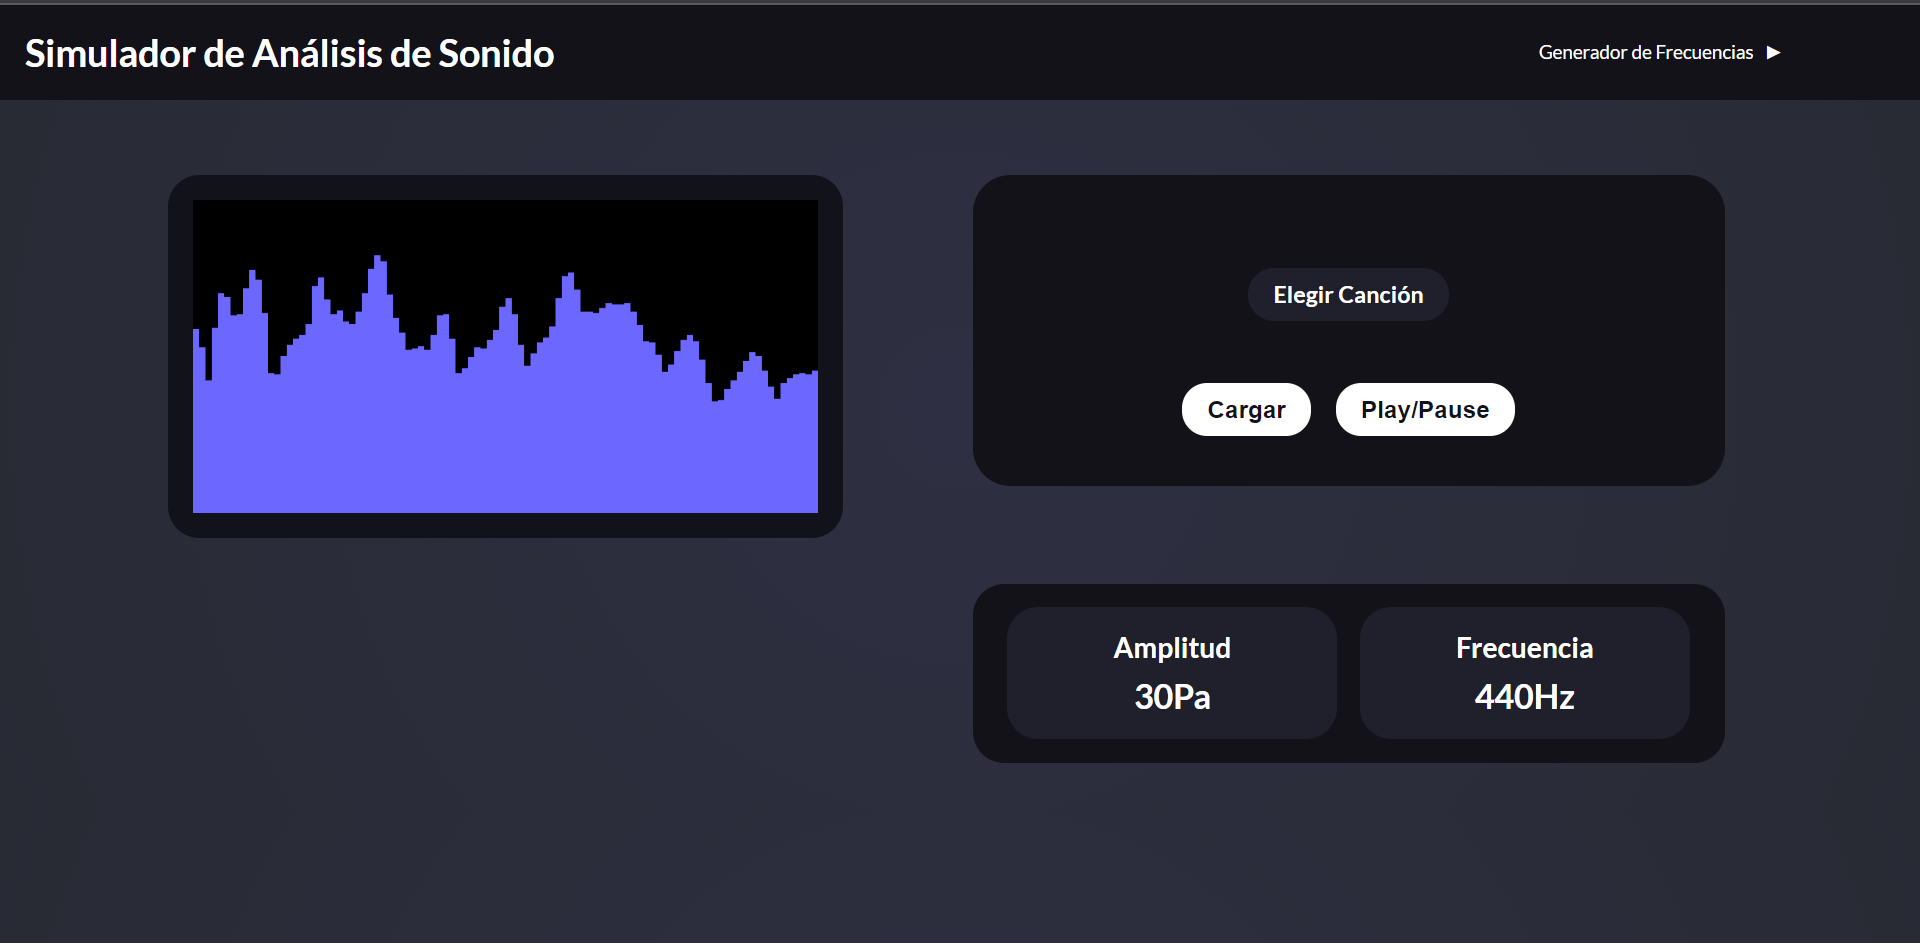 Simulador de Análisis de Sonido
Generador de Frecuencias ►
Elegir Canción
Cargar
Play/Pause
Amplitud
30Pa
Frecuencia
440Hz